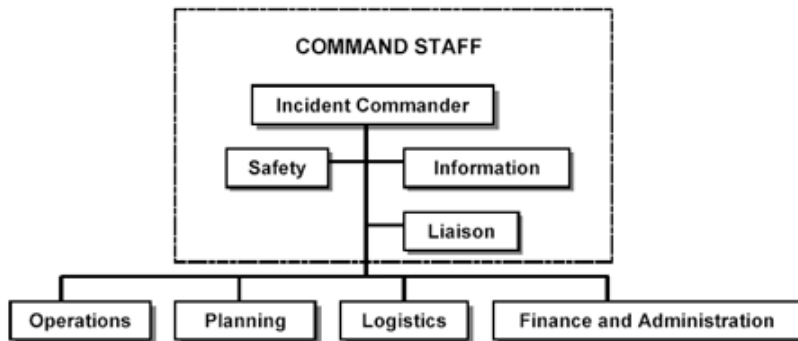 COMMAND STAFF
Incident Commander
Safety
Information
Liaison
Operations
Planning
Logistics
Finance and Administration